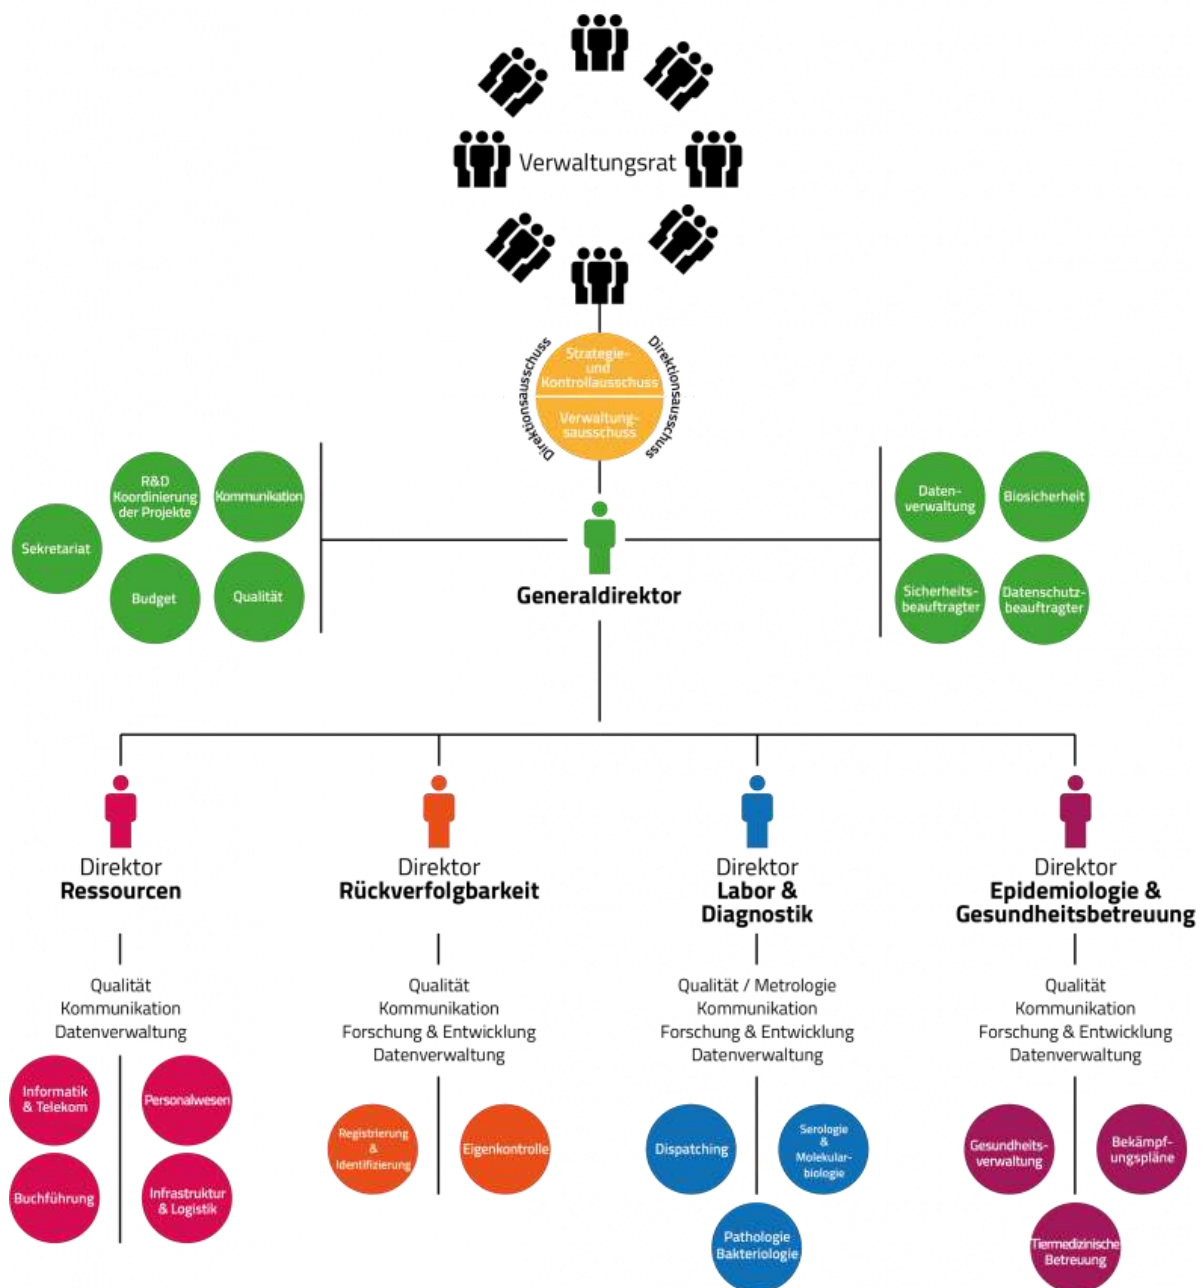 Verwaltungsrat
Direktionsausschuss
Strategie-
und
Kontrollausschuss
Verwaltung-
sausschuss
Direktionsausschuss
Sekretariat
R&D
Koordinierung
der Projekte
Kommunikation
Budget
Qualität
Daten-
verwaltung
Biosicherheit
Sicherheits-
beauftragter
Datenschutz-
beauftragter
Generaldirektor
Direktor
Ressourcen
Qualität
Kommunikation
Datenverwaltung
Informatik
& Telekom
Personalwesen
Buchführung
Infrastruktur
& Logistik
Direktor
Rückverfolgbarkeit
Qualität
Kommunikation
Forschung & Entwicklung
Datenverwaltung
Registrierung
&
Identifizierung
Eigenkontrolle
Direktor
Labor &
Diagnostik
Qualität / Metrologie
Kommunikation
Forschung & Entwicklung
Datenverwaltung
Dispatching
Serologie
&
Molekular-
biologie
Pathologie
Bakteriologie
Direktor
Epidemiologie &
Gesundheitsbetreuung
Qualität
Kommunikation
Forschung & Entwicklung
Datenverwaltung
Gesundheits-
verwaltung
Bekämpf-
ungspläne
Tiermedizinische
Betreuung